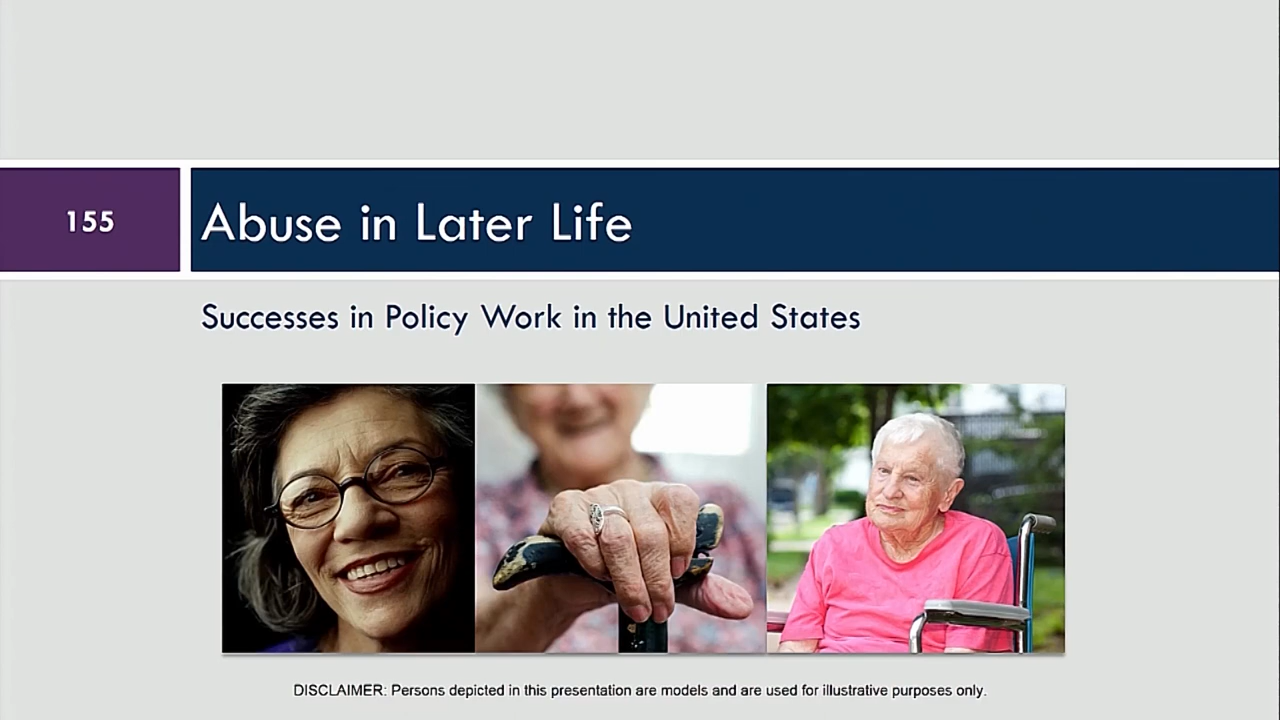 155
Abuse in Later Life
Successes in Policy Work in the United States
DISCLAIMER: Persons depicted in this presentation are models and are used for illustrative purposes only.